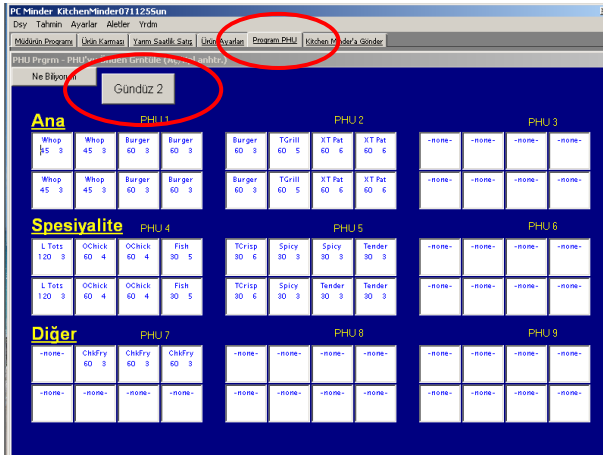 PC Minder KitchenMinder071125Sun
Dsy Tahmin Ayarlar Aletler Yrdm
Müdürün Programı Ürün Karması Yarım Saatlik Satış Ürün Ayarları Program PHU Kitchen Minder'a Gönder
PHU Prgrm - PHU'yu Önden Grntüle
Ne Biliyorum
Gündüz 2
Ana PHU 1 PHU 2 PHU 3
Whop Whop Burger Burger Burger TGrill XT Pat XT Pat -none- -none- -none- -none-
45 3 45 3 60 3 60 3 60 3 60 5 60 6 60 6
Whop Whop Burger Burger Burger TGrill XT Pat XT Pat -none- -none- -none- -none-
45 3 45 3 60 3 60 3 60 3 60 5 60 6 60 6
Spesiyalite PHU 4 PHU 5 PHU 6
L Tots OChick OChick Fish TCrisp Spicy Spicy Tender -none- -none- -none- -none-
120 3 60 4 60 4 30 5 30 6 30 3 30 3 30 3
L Tots OChick OChick Fish TCrisp Spicy Tender Tender -none- -none- -none- -none-
120 3 60 4 60 4 30 5 30 6 30 3 30 3 30 3
Diğer PHU 7 PHU 8 PHU 9
-none- ChkFry ChkFry ChkFry -none- -none- -none- -none- -none- -none- -none- -none-
60 3 60 3 60 3
-none- -none- -none- -none- -none- -none- -none- -none- -none- -none- -none- -none-